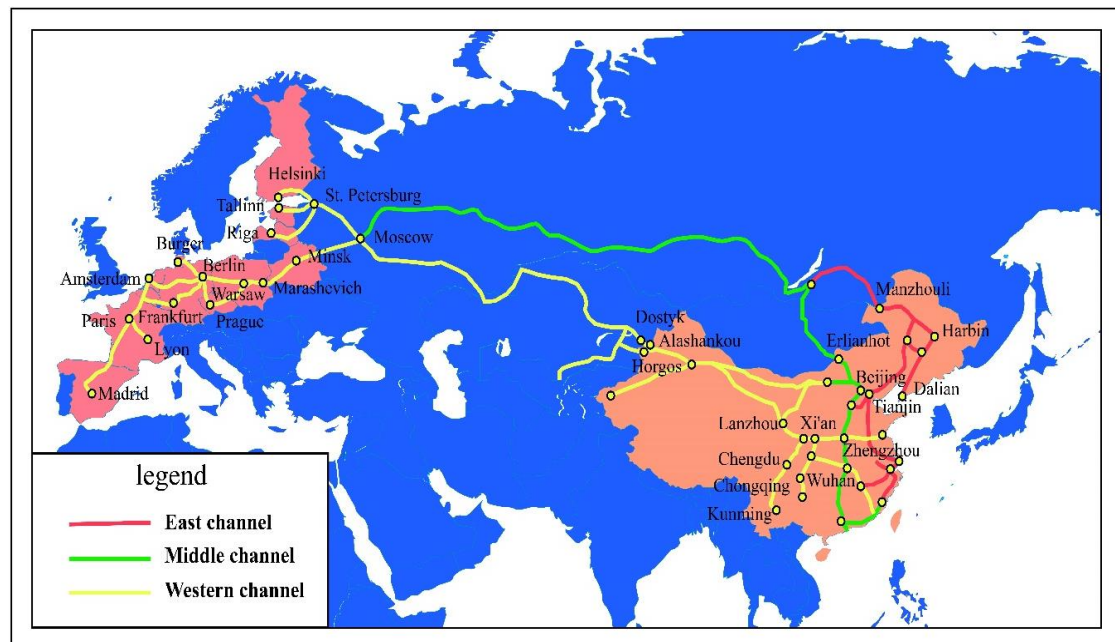 Helsinki
Tallinn
St. Petersburg
Riga
Moscow
Burger
Minsk
Amsterdam
Berlin
Marashevich
Warsaw
Paris
Frankfurt
Prague
Lyon
Madrid
Dostyk
Alashankou
Horgos
Manzhouli
Harbin
Erlianhot
Beijing
Dalian
Tianjin
Lanzhou
Xi'an
Zhengzhou
Chengdu
Wuhan
Chongqing
Kunming
legend
East channel
Middle channel
Western channel